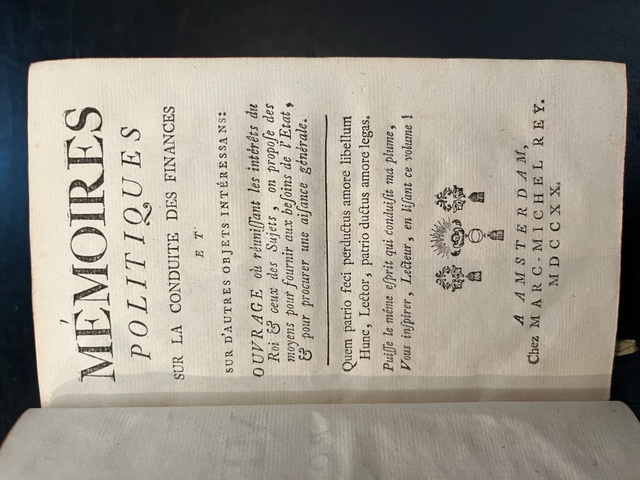 MÉMOIRES
POLITIQUES
SUR LA CONDUITE DES FINANCES
ET
SUR D'AUTRES OBJETS INTÉRESSANS:
OUVRAGE où réuniſſant les intérêts du
Roi & ceux des Sujets, on propoſe des
moyens pour fournir aux beſoins de l'Etat,
& pour procurer une aiſance générale.
Quem patrio feci perductus amore libellum
Hunc, Lector, patrio ductus amore legas.
Puiſſe le même eſprit qui conduiſit ma plume,
Vous inſpirer, Lecteur, en liſant ce volume!
A AMSTERDAM,
Chez MARC-MICHEL REY.
MDCCXX.